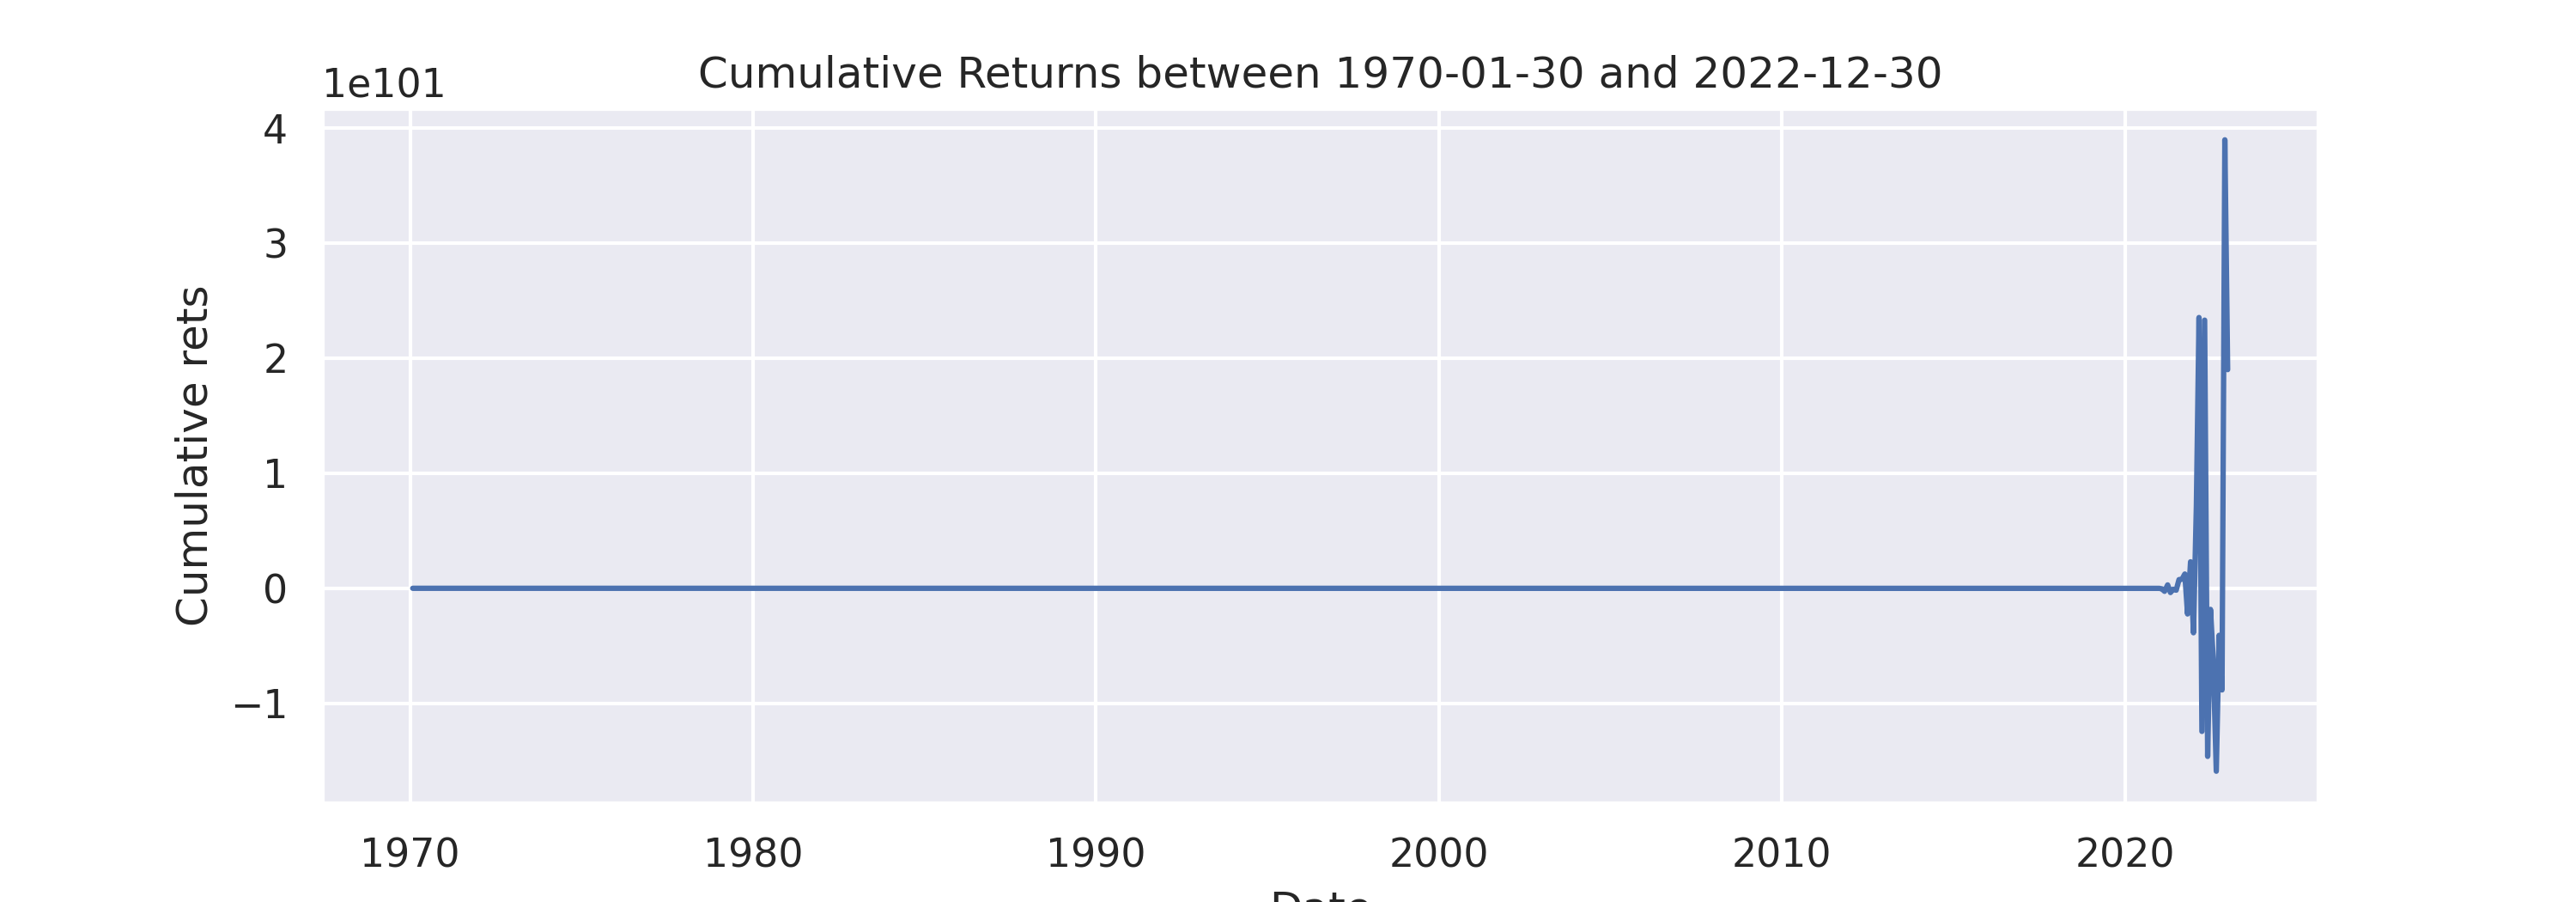 Cumulative Returns between 1970-01-30 and 2022-12-30
1e101
4
3
2
1
0
−1
Cumulative rets
1970 1980 1990 2000 2010 2020
Date